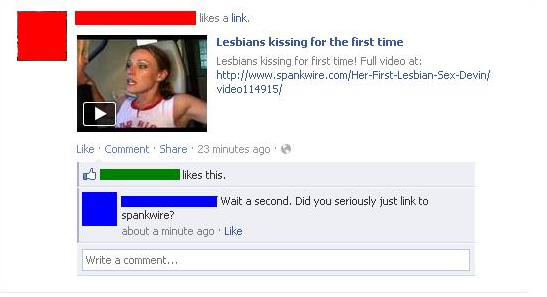 likes a link.
Lesbians kissing for the first time
Lesbians kissing for the first time! Full video at:
http://www.spankwire.com/Her-First-Lesbian-Sex-Devin/
video114915/
Like · Comment · Share · 23 minutes ago ·
likes this.
Wait a second. Did you seriously just link to
spankwire?
about a minute ago · Like
Write a comment...